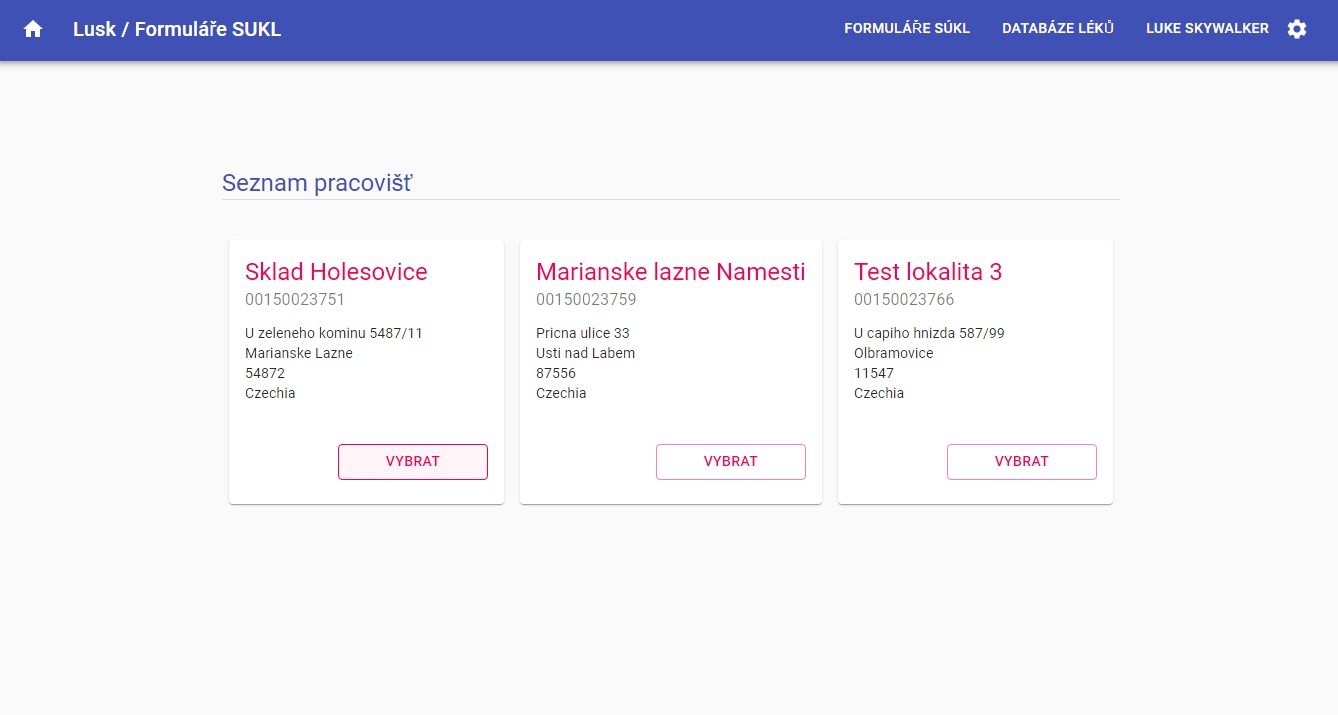 Lusk / Formuláře SUKL
FORMULÁŘE SÚKL
DATABÁZE LÉKŮ
LUKE SKYWALKER
Seznam pracovišť
Sklad Holesovice
00150023751
U zeleneho kominu 5487/11
Marianske Lazne
54872
Czechia
VYBRAT
Marianske lazne Namesti
00150023759
Pricna ulice 33
Usti nad Labem
87556
Czechia
VYBRAT
Test lokalita 3
00150023766
U capiho hnizda 587/99
Olbramovice
11547
Czechia
VYBRAT